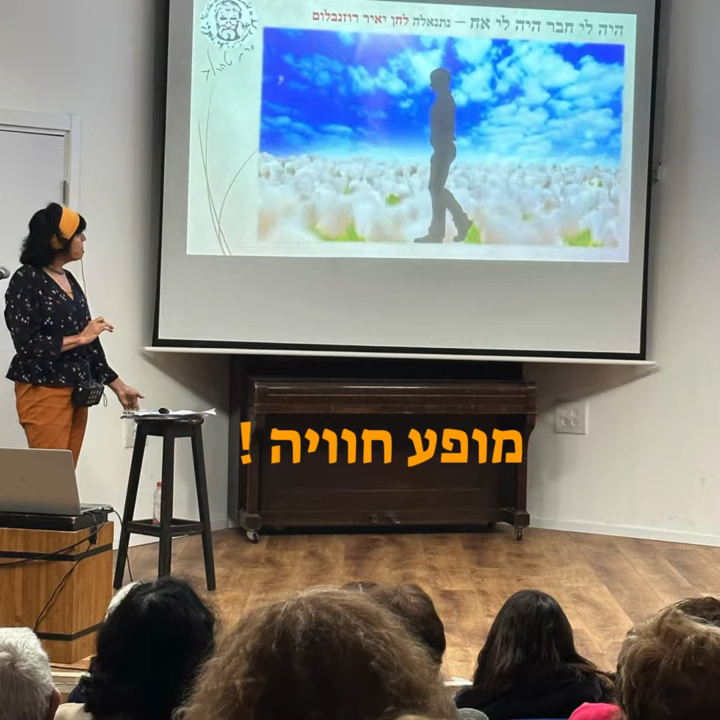 היה לי חבר היה לי אח – נתנאלה לחן יאיר רוזנבלום
מופע חוויה !